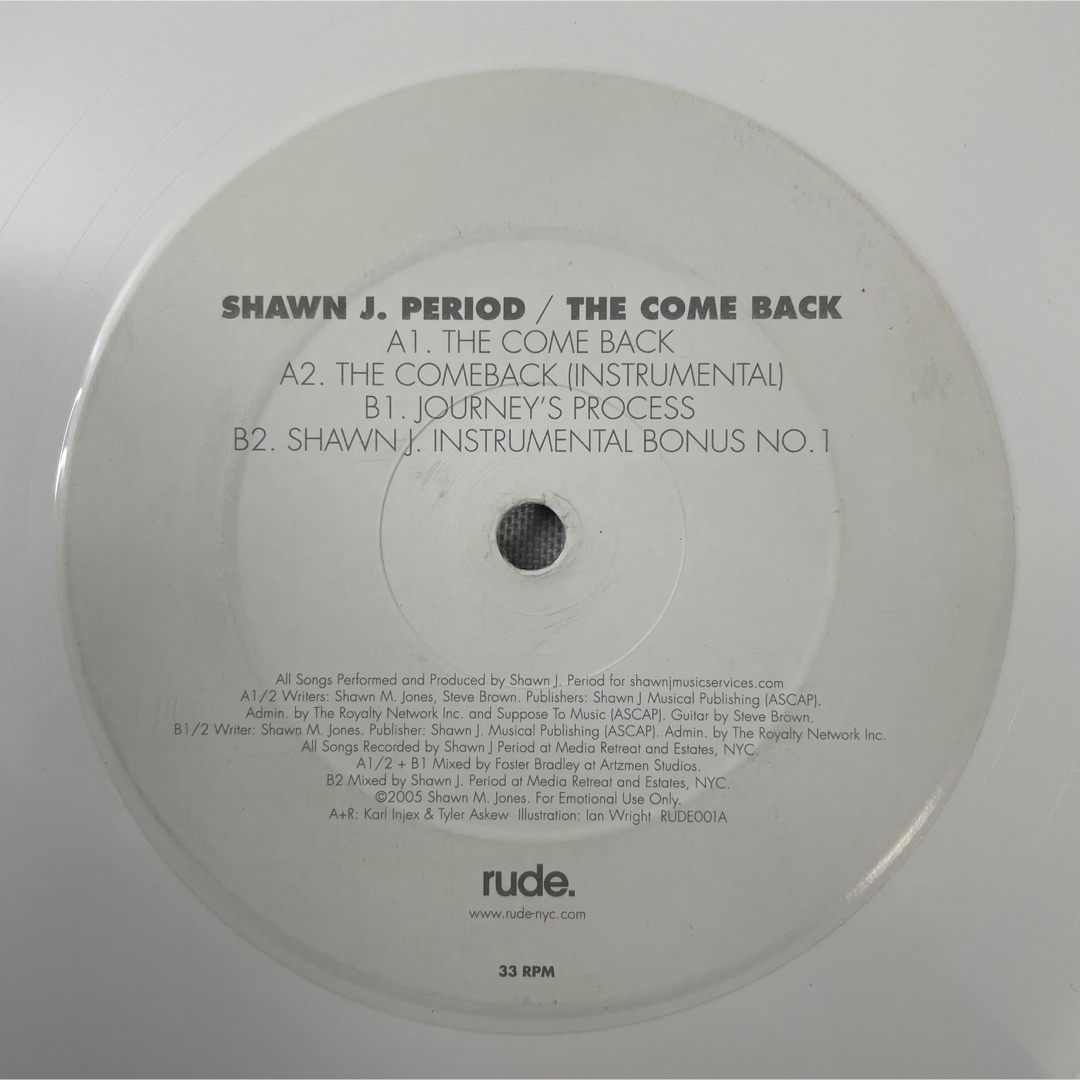 SHAWN J. PERIOD / THE COME BACK
A1. THE COME BACK
A2. THE COMEBACK (INSTRUMENTAL)
B1. JOURNEY'S PROCESS
B2. SHAWN J. INSTRUMENTAL BONUS NO.1
All Songs Performed and Produced by Shawn J. Period for shawnjmusicservices.com
A1/2 Writers: Shawn M. Jones, Steve Brown. Publishers: Shawn J Musical Publishing (ASCAP).
Admin. by The Royalty Network Inc. and Suppose To Music (ASCAP). Guitar by Steve Brown.
B1/2 Writer: Shawn M. Jones. Publisher: Shawn J. Musical Publishing (ASCAP). Admin. by The Royalty Network Inc.
All Songs Recorded by Shawn J Period at Media Retreat and Estates, NYC.
A1/2 + B1 Mixed by Foster Bradley at Artzmen Studios.
B2 Mixed by Shawn J. Period at Media Retreat and Estates, NYC.
©2005 Shawn M. Jones. For Emotional Use Only.
A+R: Karl Injex & Tyler Askew Illustration: Ian Wright RUDE001A
rude.
www.rude-nyc.com
33 RPM